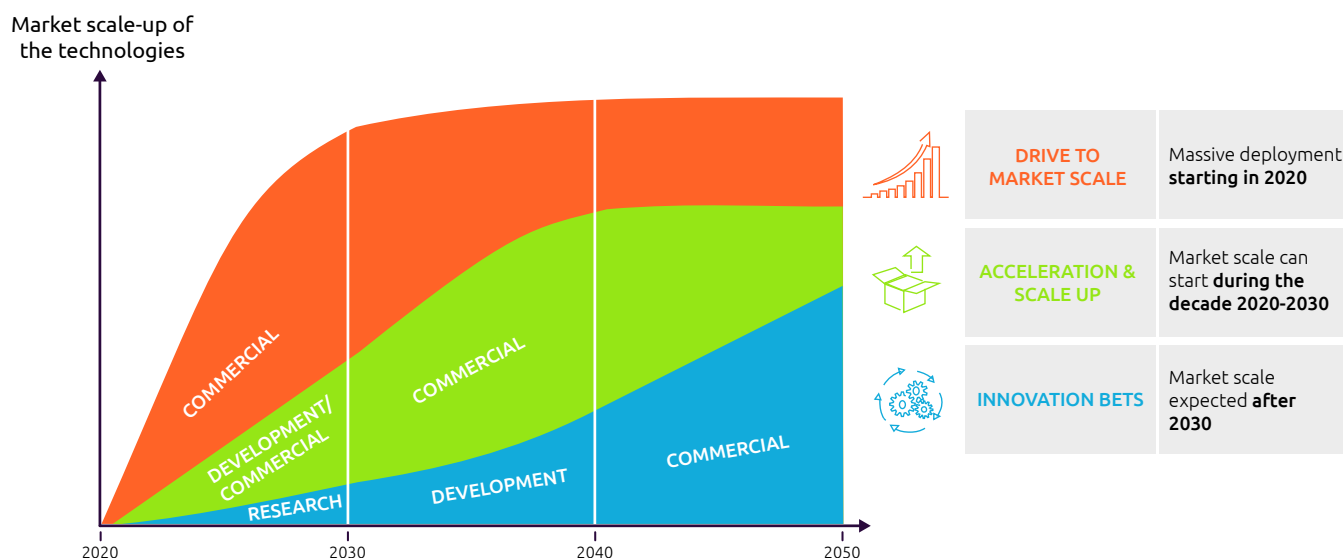 Market scale-up of
the technologies
COMMERCIAL
DEVELOPMENT/
COMMERCIAL
RESEARCH
COMMERCIAL
DEVELOPMENT
COMMERCIAL
2020
2030
2040
2050
DRIVE TO
MARKET SCALE
Massive deployment
starting in 2020
ACCELERATION &
SCALE UP
Market scale can
start during the
decade 2020-2030
INNOVATION BETS
Market scale
expected after
2030